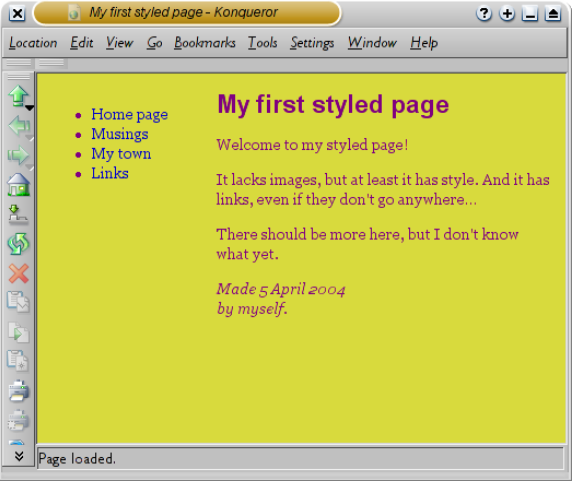 My first styled page - Konqueror
Location Edit View Go Bookmarks Tools Settings Window Help
Home page
Musings
My town
Links
My first styled page
Welcome to my styled page!
It lacks images, but at least it has style. And it has
links, even if they don't go anywhere...
There should be more here, but I don't know
what yet.
Made 5 April 2004
by myself.
Page loaded.